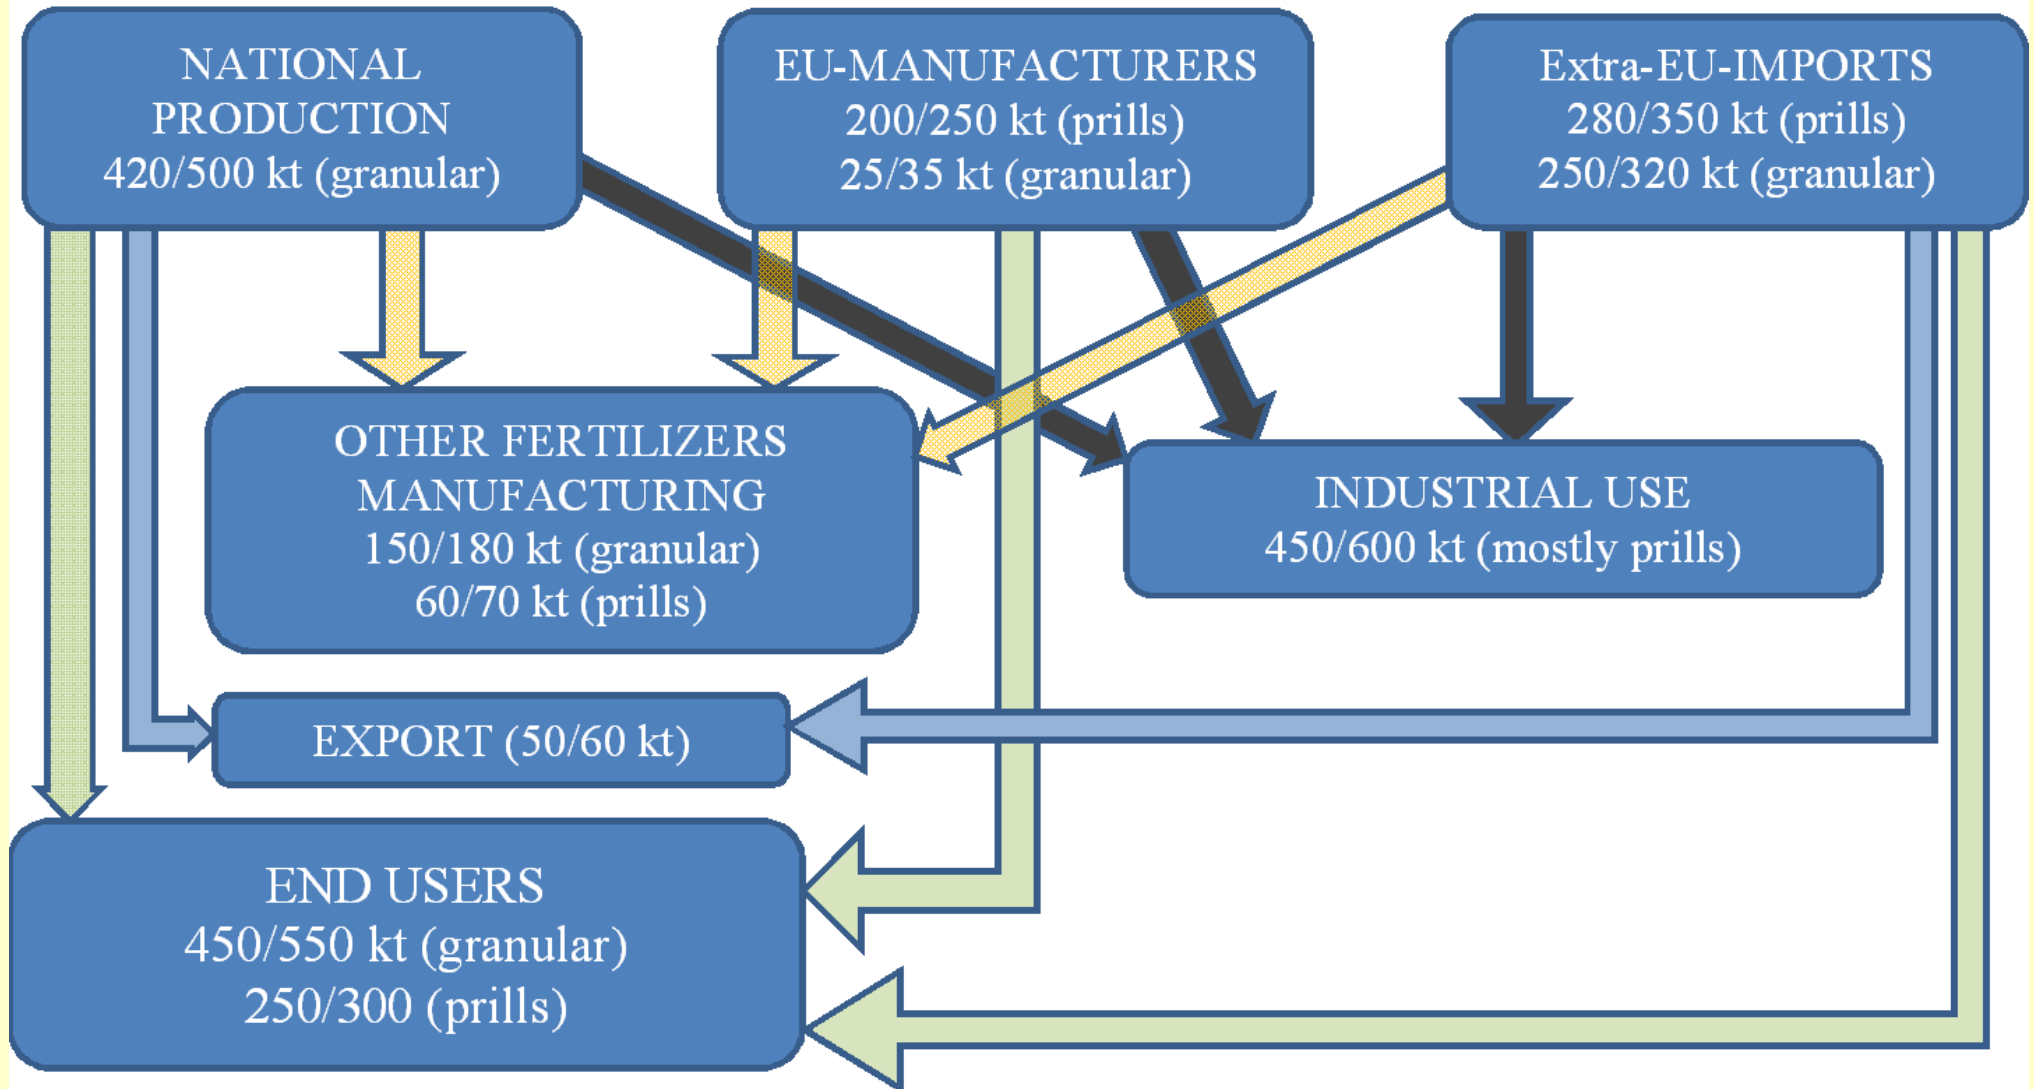 NATIONAL
PRODUCTION
420/500 kt (granular)
EU-MANUFACTURERS
200/250 kt (prills)
25/35 kt (granular)
Extra-EU-IMPORTS
280/350 kt (prills)
250/320 kt (granular)
OTHER FERTILIZERS
MANUFACTURING
150/180 kt (granular)
60/70 kt (prills)
INDUSTRIAL USE
450/600 kt (mostly prills)
EXPORT (50/60 kt)
END USERS
450/550 kt (granular)
250/300 (prills)